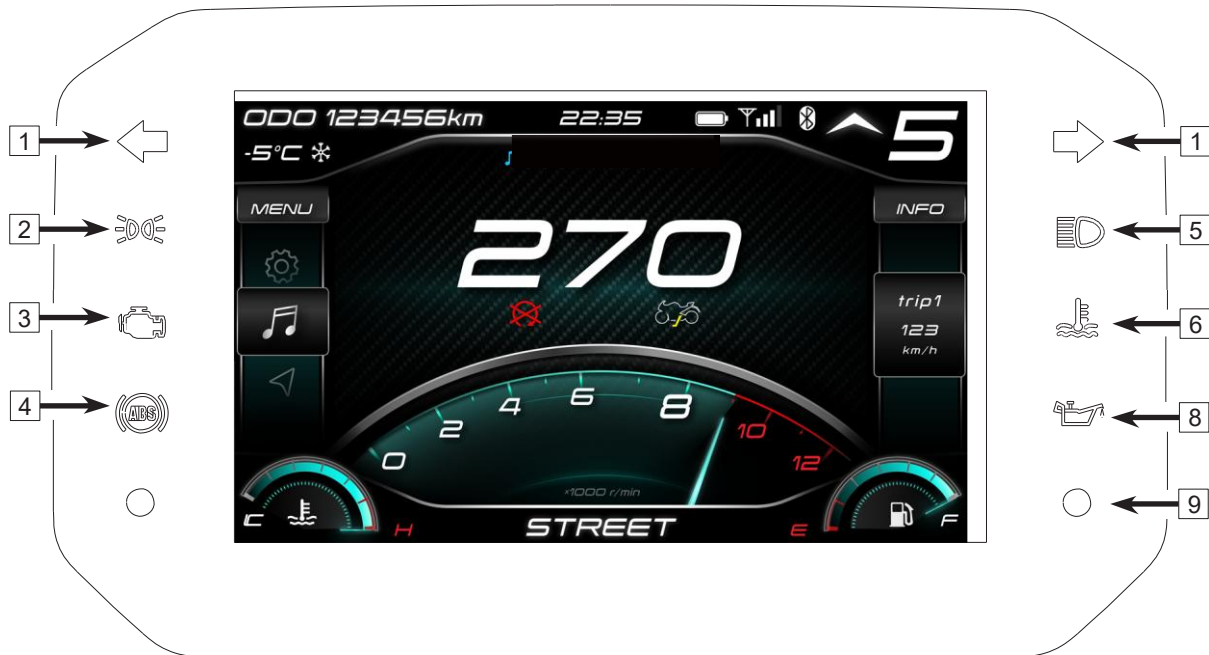 ODO 123456km 22:35 5
-5°C
MENU INFO
270
trip1
123
km/h
0 2 4 6 8 10 12
×1000 r/min
C H STREET E F
1 1
2 5
3 6
4 ABS 8
9